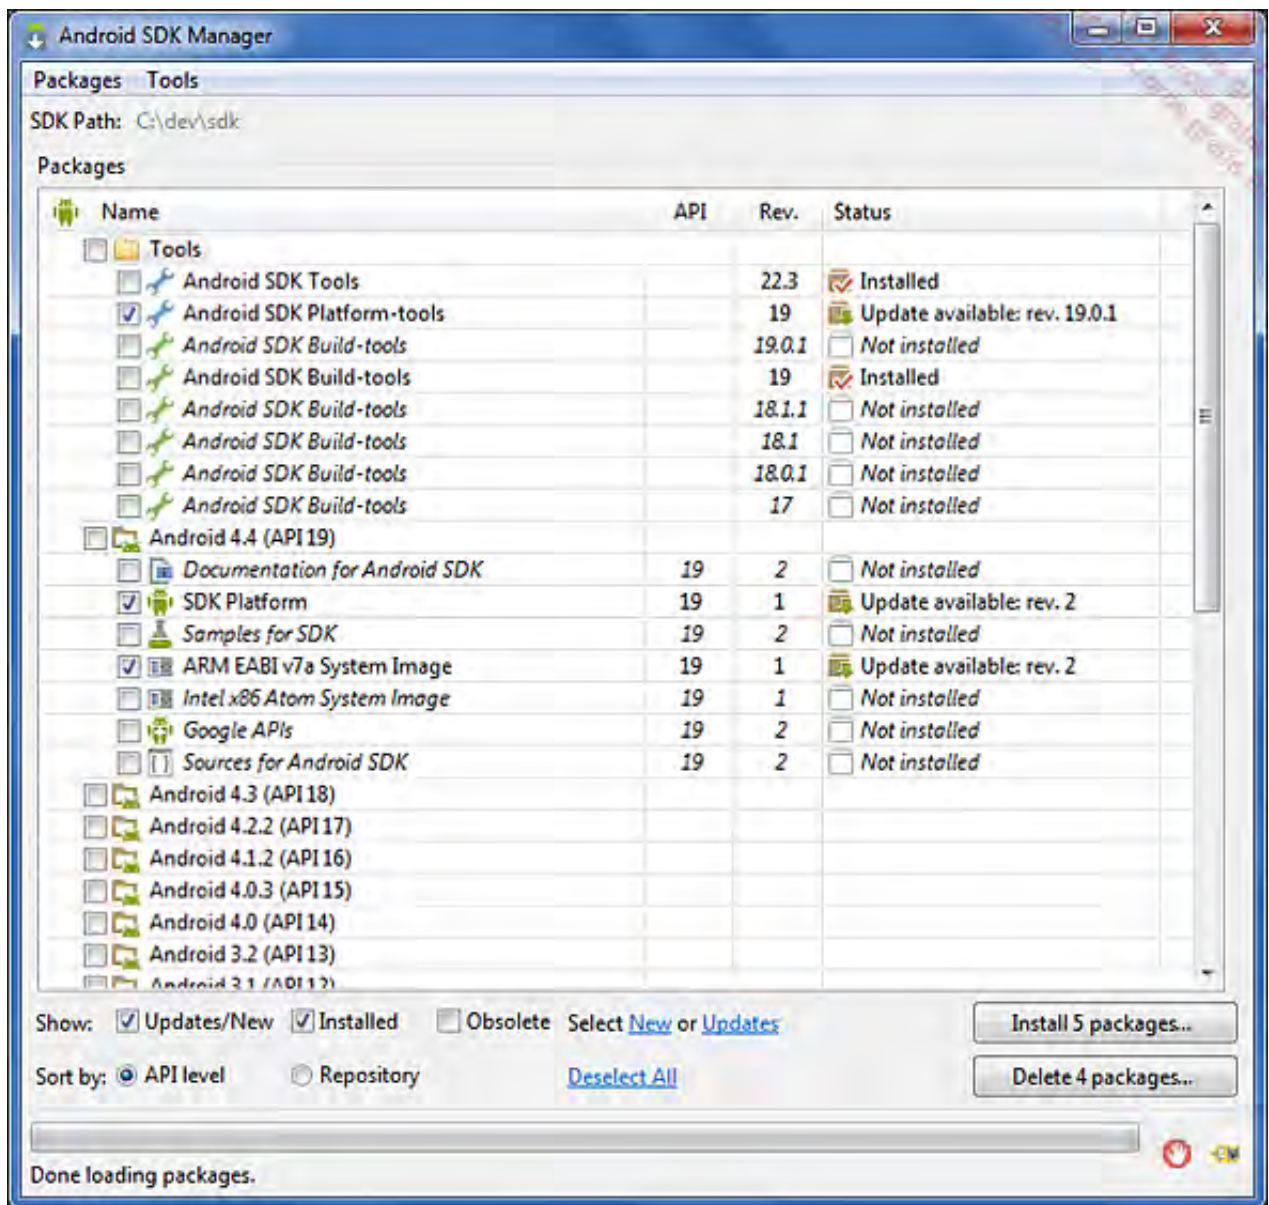 Android SDK Manager
Packages Tools
SDK Path: C:\dev\sdk
Packages
Name API Rev. Status
Tools
Android SDK Tools 22.3 Installed
Android SDK Platform-tools 19 Update available: rev. 19.0.1
Android SDK Build-tools 19.0.1 Not installed
Android SDK Build-tools 19 Installed
Android SDK Build-tools 18.1.1 Not installed
Android SDK Build-tools 18.1 Not installed
Android SDK Build-tools 18.0.1 Not installed
Android SDK Build-tools 17 Not installed
Android 4.4 (API 19)
Documentation for Android SDK 19 2 Not installed
SDK Platform 19 1 Update available: rev. 2
Samples for SDK 19 2 Not installed
ARM EABI v7a System Image 19 1 Update available: rev. 2
Intel x86 Atom System Image 19 1 Not installed
Google APIs 19 2 Not installed
Sources for Android SDK 19 2 Not installed
Android 4.3 (API 18)
Android 4.2.2 (API 17)
Android 4.1.2 (API 16)
Android 4.0.3 (API 15)
Android 4.0 (API 14)
Android 3.2 (API 13)
Android 3.1 (API 12)
Show: Updates/New Installed Obsolete Select New or Updates Install 5 packages...
Sort by: API level Repository Deselect All Delete 4 packages...
Done loading packages.